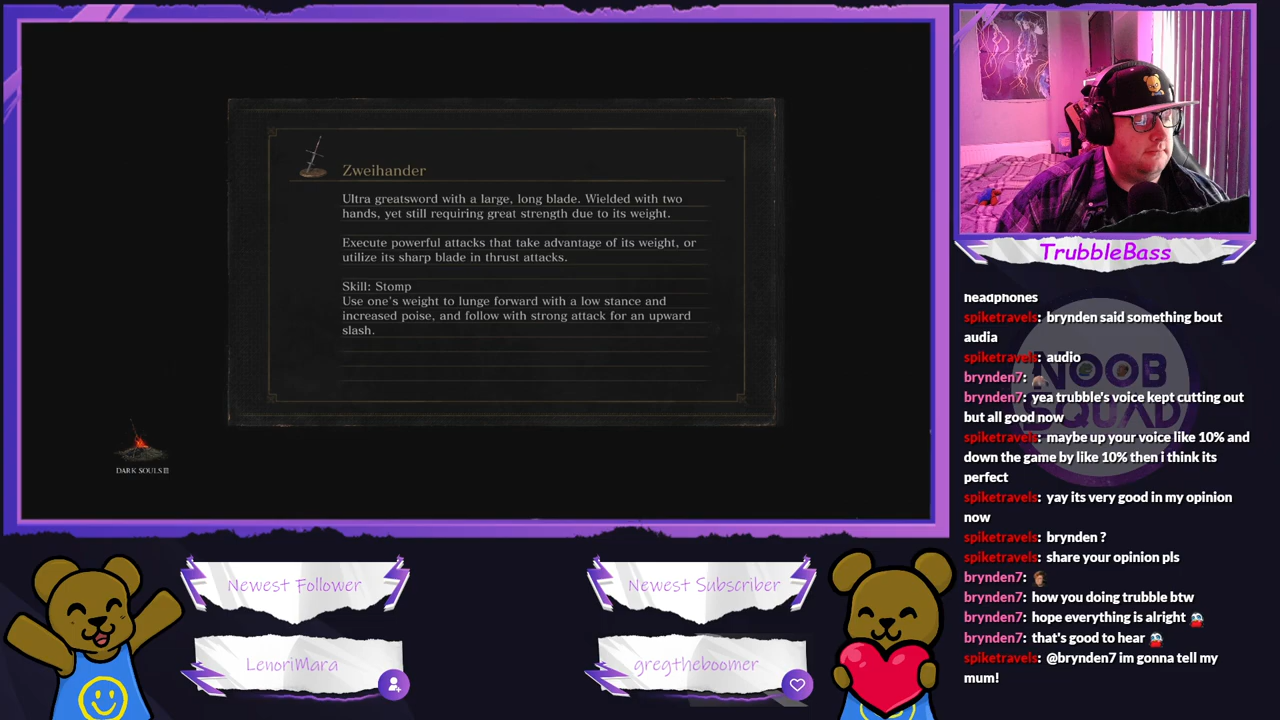 Zweihander
Ultra greatsword with a large, long blade. Wielded with two
hands, yet still requiring great strength due to its weight.
Execute powerful attacks that take advantage of its weight, or
utilize its sharp blade in thrust attacks.
Skill: Stomp
Use one's weight to lunge forward with a low stance and
increased poise, and follow with strong attack for an upward
slash.
DARK SOULS III
TrubbleBass
headphones
spiketravels: brynden said something bout
audia
spiketravels: audio
brynden7:
brynden7: yea trubble's voice kept cutting out
but all good now
spiketravels: maybe up your voice like 10% and
down the game by like 10% then i think its
perfect
spiketravels: yay its very good in my opinion
now
spiketravels: brynden ?
spiketravels: share your opinion pls
brynden7:
brynden7: how you doing trubble btw
brynden7: hope everything is alright
brynden7: that's good to hear
spiketravels: @brynden7 im gonna tell my
mum!
NOOB
SQUAD
Newest Follower
LenoriMara
Newest Subscriber
gregtheboomer